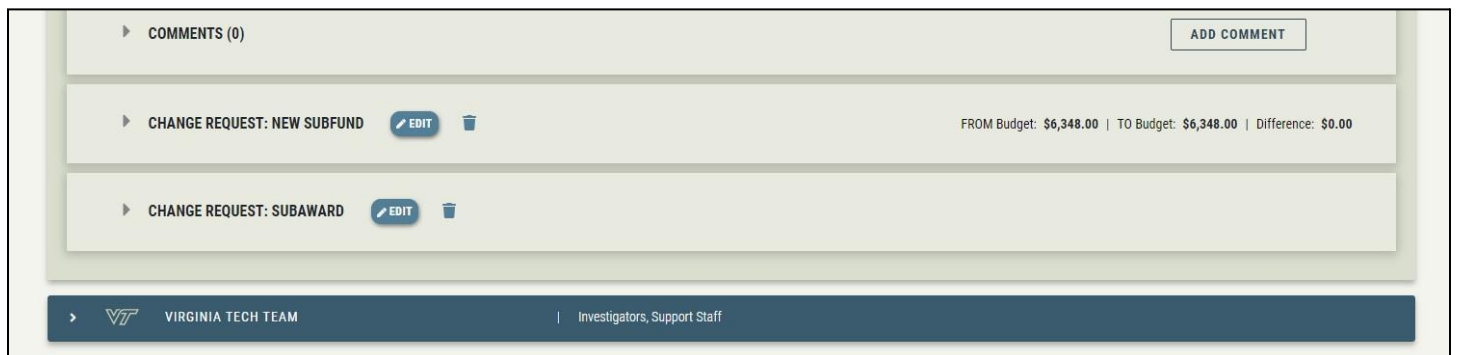 COMMENTS (0) ADD COMMENT
CHANGE REQUEST: NEW SUBFUND EDIT FROM Budget: $6,348.00 | TO Budget: $6,348.00 | Difference: $0.00
CHANGE REQUEST: SUBAWARD EDIT
VT VIRGINIA TECH TEAM | Investigators, Support Staff